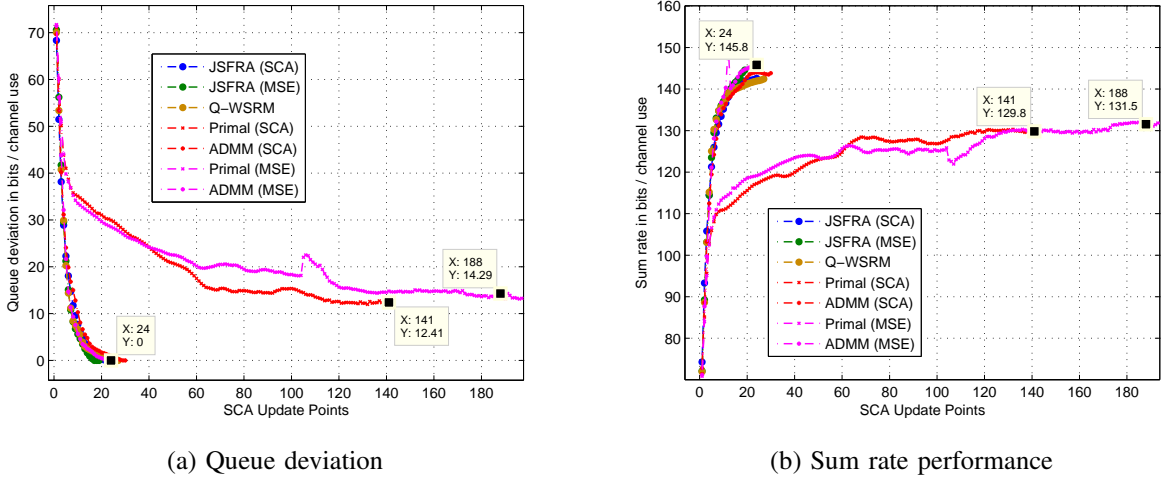 70
60
50
40
30
20
10
0
Queue deviation in bits / channel use
JSFRA (SCA)
JSFRA (MSE)
Q−WSRM
Primal (SCA)
ADMM (SCA)
Primal (MSE)
ADMM (MSE)
X: 24
Y: 0
X: 141
Y: 12.41
X: 188
Y: 14.29
0 20 40 60 80 100 120 140 160 180
SCA Update Points
(a) Queue deviation
160
150
140
130
120
110
100
90
80
Sum rate in bits / channel use
X: 24
Y: 145.8
X: 141
Y: 129.8
X: 188
Y: 131.5
JSFRA (SCA)
JSFRA (MSE)
Q−WSRM
Primal (SCA)
ADMM (SCA)
Primal (MSE)
ADMM (MSE)
0 20 40 60 80 100 120 140 160 180
SCA Update Points
(b) Sum rate performance